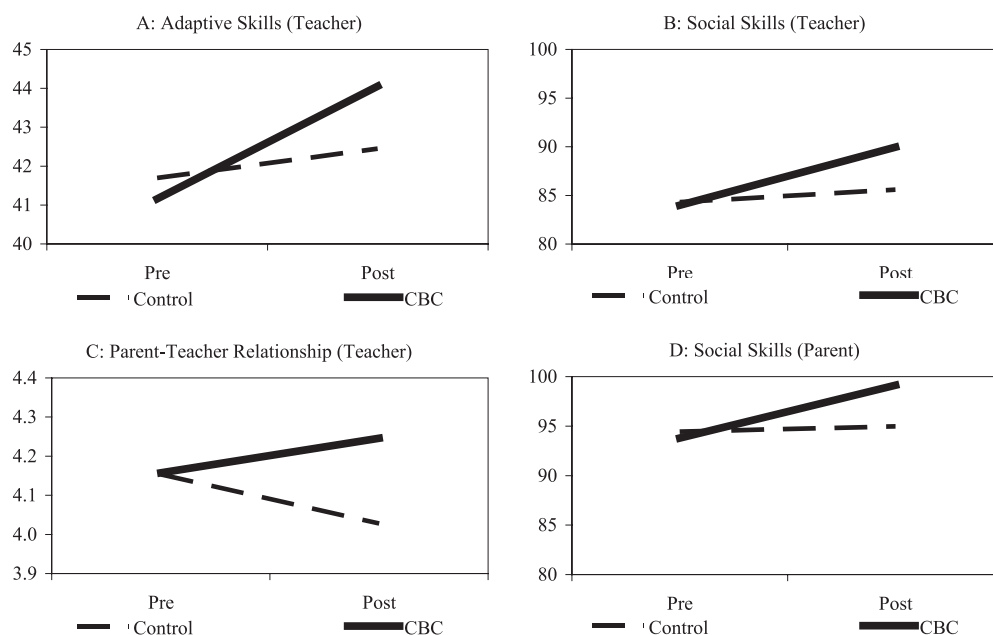 A: Adaptive Skills (Teacher)
45
44
43
42
41
40
Pre Post
Control CBC
B: Social Skills (Teacher)
100
95
90
85
80
Pre Post
Control CBC
C: Parent-Teacher Relationship (Teacher)
4.4
4.3
4.2
4.1
4.0
3.9
Pre Post
Control CBC
D: Social Skills (Parent)
100
95
90
85
80
Pre Post
Control CBC